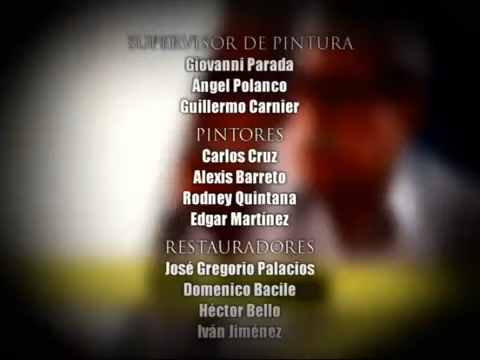 SUPERVISOR DE PINTURA
Giovanni Parada
Ángel Polanco
Guillermo Carnier
PINTORES
Carlos Cruz
Alexis Barreto
Rodney Quintana
Edgar Martínez
RESTAURADORES
José Gregorio Palacios
Domenico Bacile
Héctor Bello
Iván Jiménez